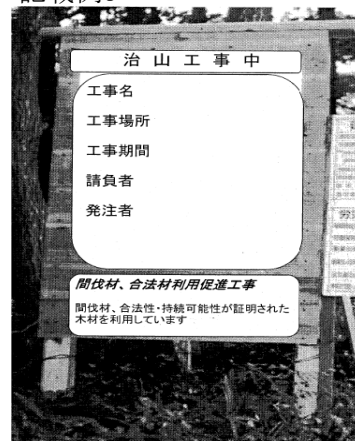 治山工事中
工事名
工事場所
工事期間
請負者
発注者
間伐材、合法材利用促進工事
間伐材、合法性・持続可能性が証明された
木材を利用しています